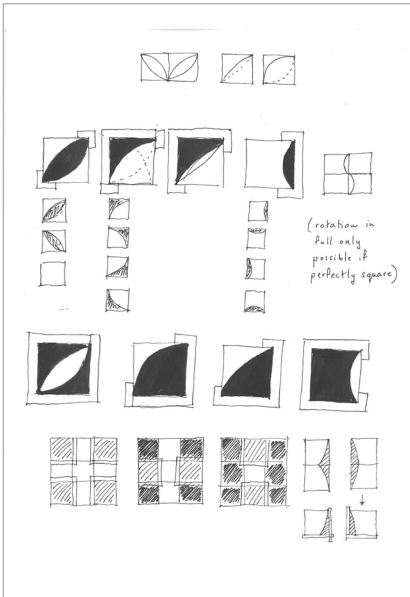 (rotation in
full only
possible if
perfectly square)